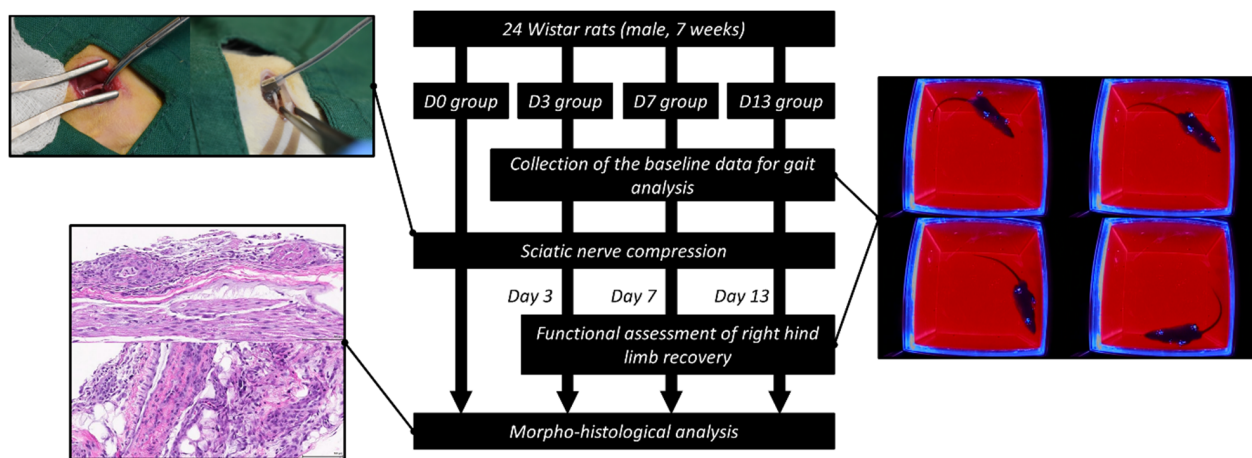 24 Wistar rats (male, 7 weeks)
D0 group
D3 group
D7 group
D13 group
Collection of the baseline data for gait
analysis
Sciatic nerve compression
Day 3
Day 7
Day 13
Functional assessment of right hind
limb recovery
Morpho-histological analysis